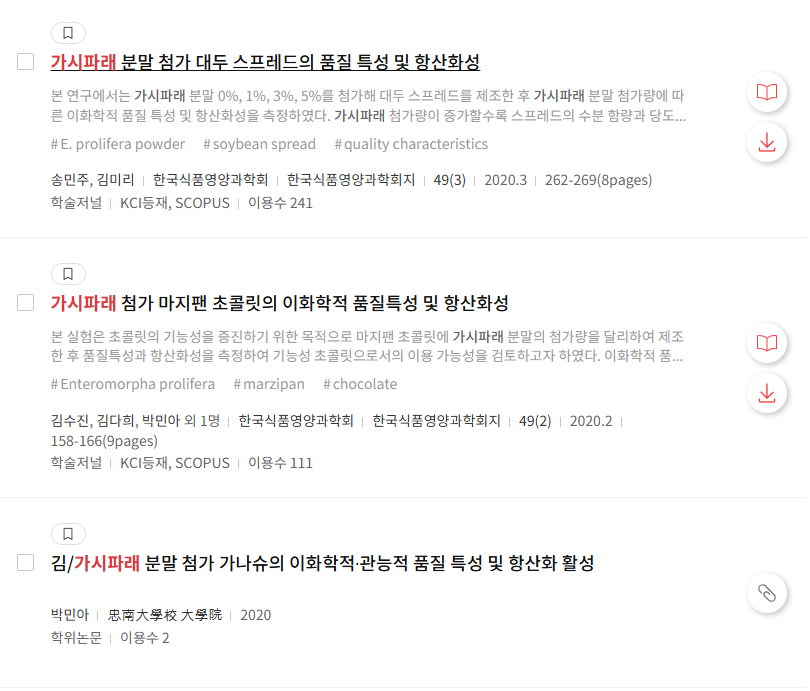 가시파래 분말 첨가 대두 스프레드의 품질 특성 및 항산화성
본 연구에서는 가시파래 분말 0%, 1%, 3%, 5%를 첨가해 대두 스프레드를 제조한 후 가시파래 분말 첨가량에 따
른 이화학적 품질 특성 및 항산화성을 측정하였다. 가시파래 첨가량이 증가할수록 스프레드의 수분 함량과 당도...
#E. prolifera powder #soybean spread #quality characteristics
송민주, 김미리 | 한국식품영양과학회 | 한국식품영양과학회지 | 49(3) | 2020.3 | 262-269(8pages)
학술저널 | KCI등재, SCOPUS | 이용수 241
가시파래 첨가 마지팬 초콜릿의 이화학적 품질특성 및 항산화성
본 실험은 초콜릿의 기능성을 증진하기 위한 목적으로 마지팬 초콜릿에 가시파래 분말의 첨가량을 달리하여 제조
한 후 품질특성과 항산화성을 측정하여 기능성 초콜릿으로서의 이용 가능성을 검토하고자 하였다. 이화학적 품...
#Enteromorpha prolifera #marzipan #chocolate
김수진, 김다희, 박민아 외 1명 | 한국식품영양과학회 | 한국식품영양과학회지 | 49(2) | 2020.2 |
158-166(9pages)
학술저널 | KCI등재, SCOPUS | 이용수 111
김/가시파래 분말 첨가 가나슈의 이화학적·관능적 품질 특성 및 항산화 활성
박민아 | 忠南大學校 大學院 | 2020
학위논문 | 이용수 2